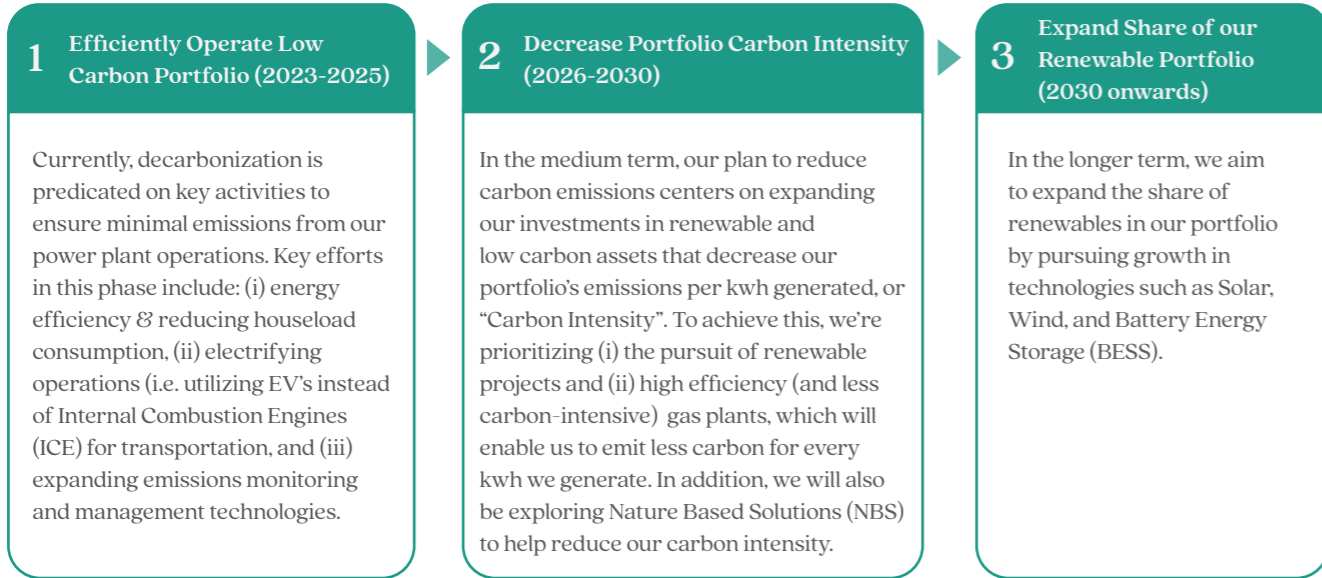 1
Efficiently Operate Low
Carbon Portfolio (2023-2025)
Currently, decarbonization is
predicated on key activities to
ensure minimal emissions from our
power plant operations. Key efforts
in this phase include: (i) energy
efficiency & reducing houseload
consumption, (ii) electrifying
operations (i.e. utilizing EV's instead
of Internal Combustion Engines
(ICE) for transportation, and (iii)
expanding emissions monitoring
and management technologies.
2
Decrease Portfolio Carbon Intensity
(2026-2030)
In the medium term, our plan to reduce
carbon emissions centers on expanding
our investments in renewable and
low carbon assets that decrease our
portfolio's emissions per kwh generated, or
“Carbon Intensity”. To achieve this, we're
prioritizing (i) the pursuit of renewable
projects and (ii) high efficiency (and less
carbon-intensive) gas plants, which will
enable us to emit less carbon for every
kwh we generate. In addition, we will also
be exploring Nature Based Solutions (NBS)
to help reduce our carbon intensity.
3
Expand Share of our
Renewable Portfolio
(2030 onwards)
In the longer term, we aim
to expand the share of
renewables in our portfolio
by pursuing growth in
technologies such as Solar,
Wind, and Battery Energy
Storage (BESS).